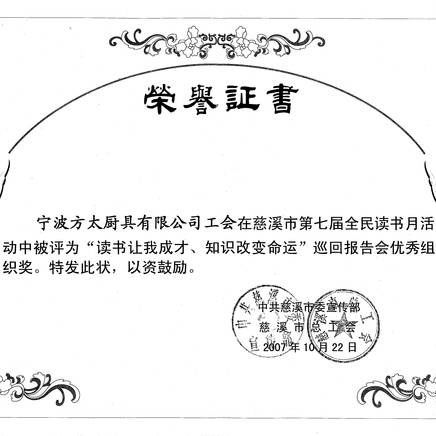 榮譽証書
宁波方太厨具有限公司工会在慈溪市第七届全民读书月活
动中被评为“读书让我成才、知识改变命运”巡回报告会优秀组
织奖。特发此状，以资鼓励。
中共慈溪市委宣传部
慈溪市总工会
2007年10月22日